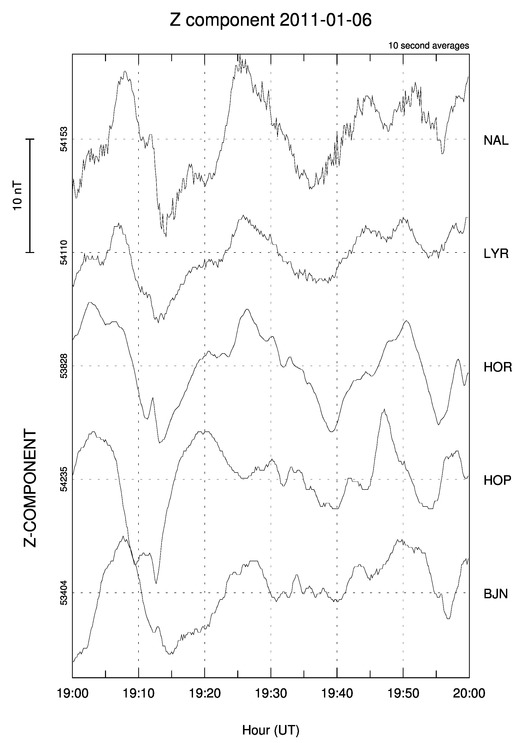 Z component 2011-01-06
10 second averages
54153
NAL
10 nT
54110
LYR
53828
HOR
54235
HOP
Z-COMPONENT
53404
BJN
19:00 19:10 19:20 19:30 19:40 19:50 20:00
Hour (UT)